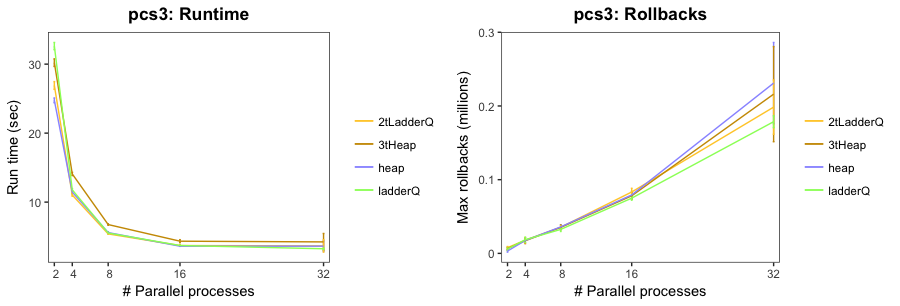 pcs3: Runtime
Run time (sec)
30
20
10
2 4 8 16 32
# Parallel processes
2tLadderQ
3tHeap
heap
ladderQ
pcs3: Rollbacks
Max rollbacks (millions)
0.3
0.2
0.1
0
2 4 8 16 32
# Parallel processes
2tLadderQ
3tHeap
heap
ladderQ